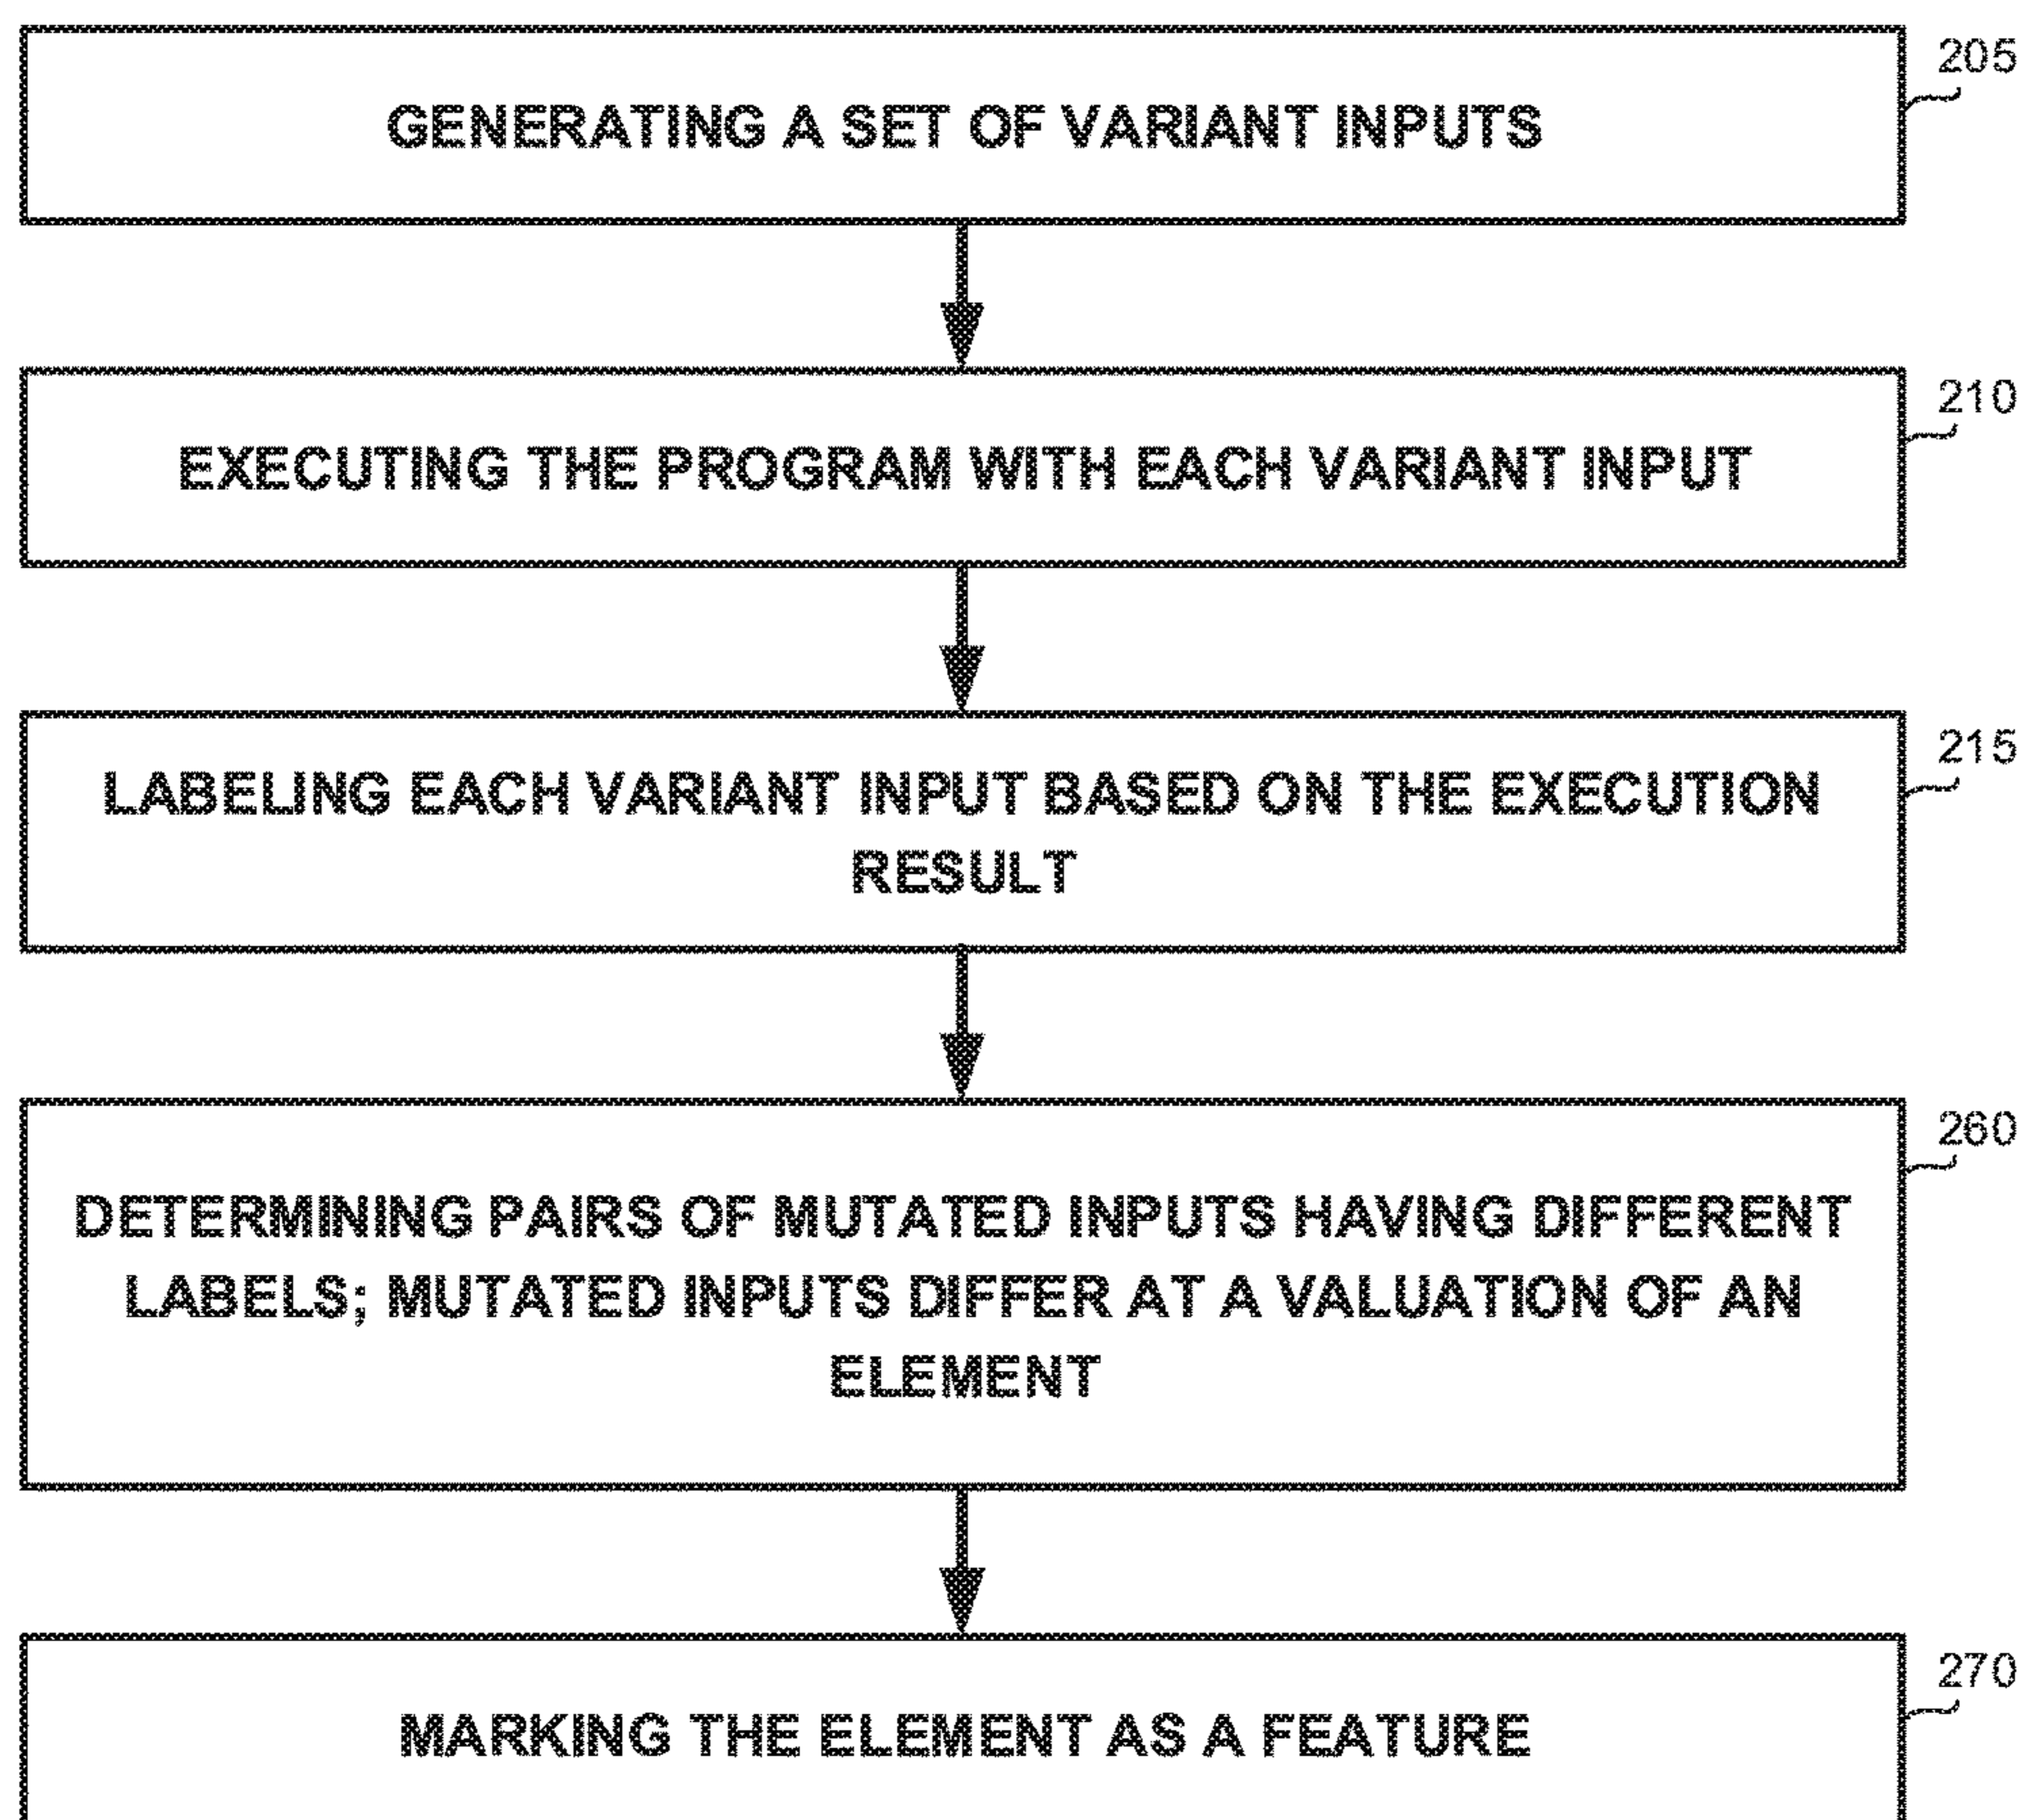 205
GENERATING A SET OF VARIANT INPUTS
210
EXECUTING THE PROGRAM WITH EACH VARIANT INPUT
215
LABELING EACH VARIANT INPUT BASED ON THE EXECUTION
RESULT
260
DETERMINING PAIRS OF MUTATED INPUTS HAVING DIFFERENT
LABELS; MUTATED INPUTS DIFFER AT A VALUATION OF AN
ELEMENT
270
MARKING THE ELEMENT AS A FEATURE